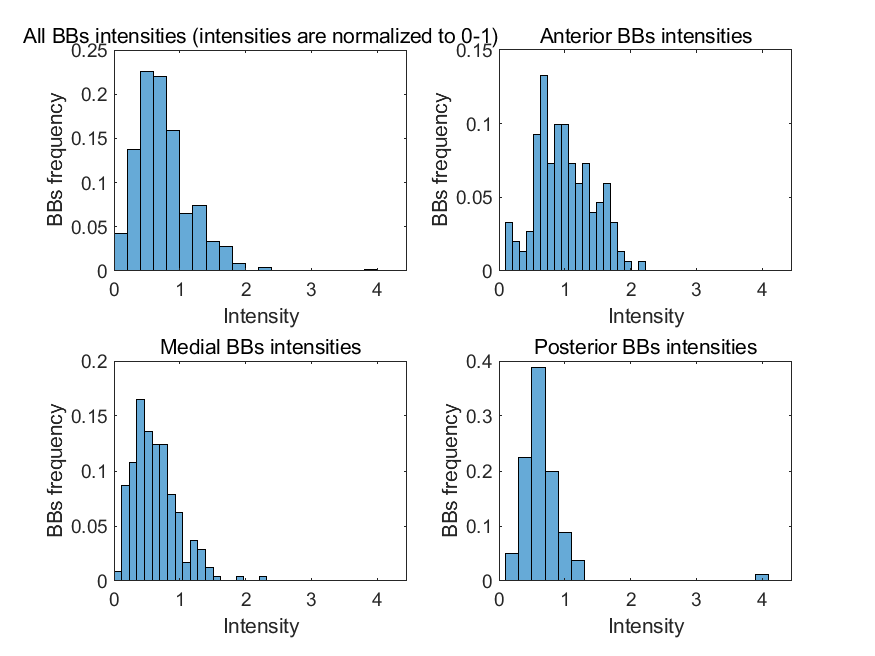 All BBs intensities (intensities are normalized to 0-1)
0.25
0.2
0.15
0.1
0.05
0
BBs frequency
0 1 2 3 4
Intensity
Anterior BBs intensities
0.15
0.1
0.05
0
BBs frequency
0 1 2 3 4
Intensity
Medial BBs intensities
0.2
0.15
0.1
0.05
0
BBs frequency
0 1 2 3 4
Intensity
Posterior BBs intensities
0.4
0.3
0.2
0.1
0
BBs frequency
0 1 2 3 4
Intensity